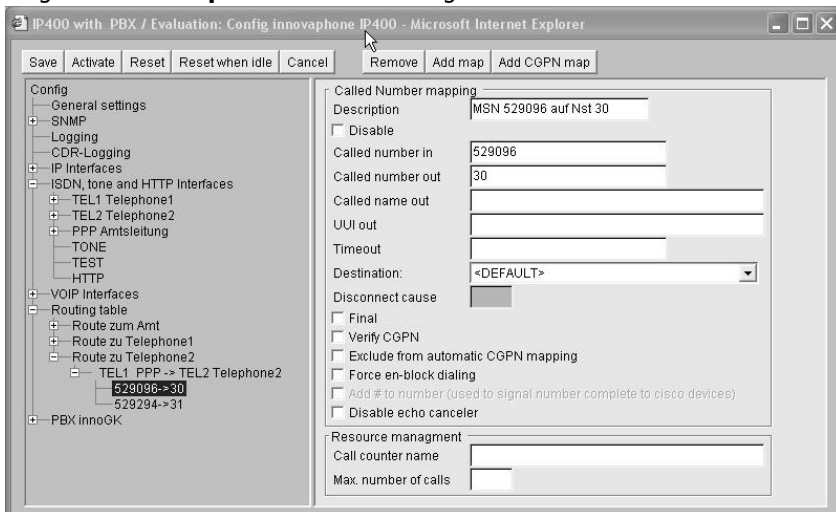 IP400 with PBX / Evaluation: Config innovaphone IP400 - Microsoft Internet Explorer
Save Activate Reset Reset when idle Cancel Remove Add map Add CGPN map
Config
General settings
SNMP
Logging
CDR-Logging
IP Interfaces
ISDN, tone and HTTP Interfaces
TEL1 Telephone1
TEL2 Telephone2
PPP Amtsleitung
TONE
TEST
HTTP
VOIP Interfaces
Routing table
Route zum Amt
Route zu Telephone1
Route zu Telephone2
TEL1 PPP -> TEL2 Telephone2
529096->30
529294->31
PBX innoGK
Called Number mapping
Description MSN 529096 auf Nst 30
Disable
Called number in 529096
Called number out 30
Called name out
UUI out
Timeout
Destination: <DEFAULT>
Disconnect cause
Final
Verify CGPN
Exclude from automatic CGPN mapping
Force en-block dialing
Add # to number (used to signal number complete to cisco devices)
Disable echo canceler
Resource managment
Call counter name
Max. number of calls